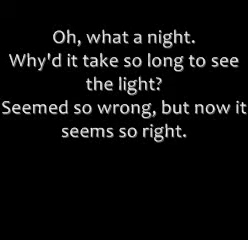 Oh, what a night.
Why'd it take so long to see
the light?
Seemed so wrong, but now it
seems so right.